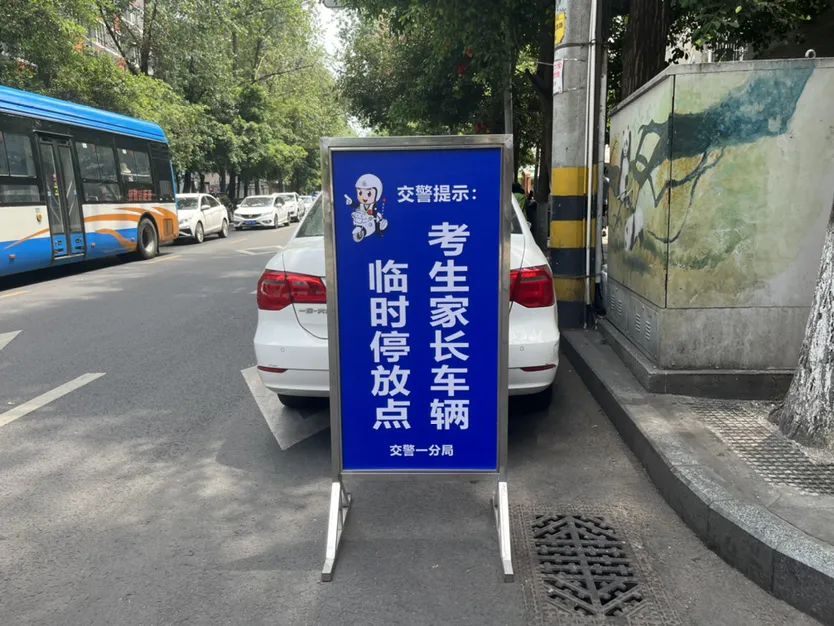 交警提示：
考生家长车辆
临时停放点
交警一分局